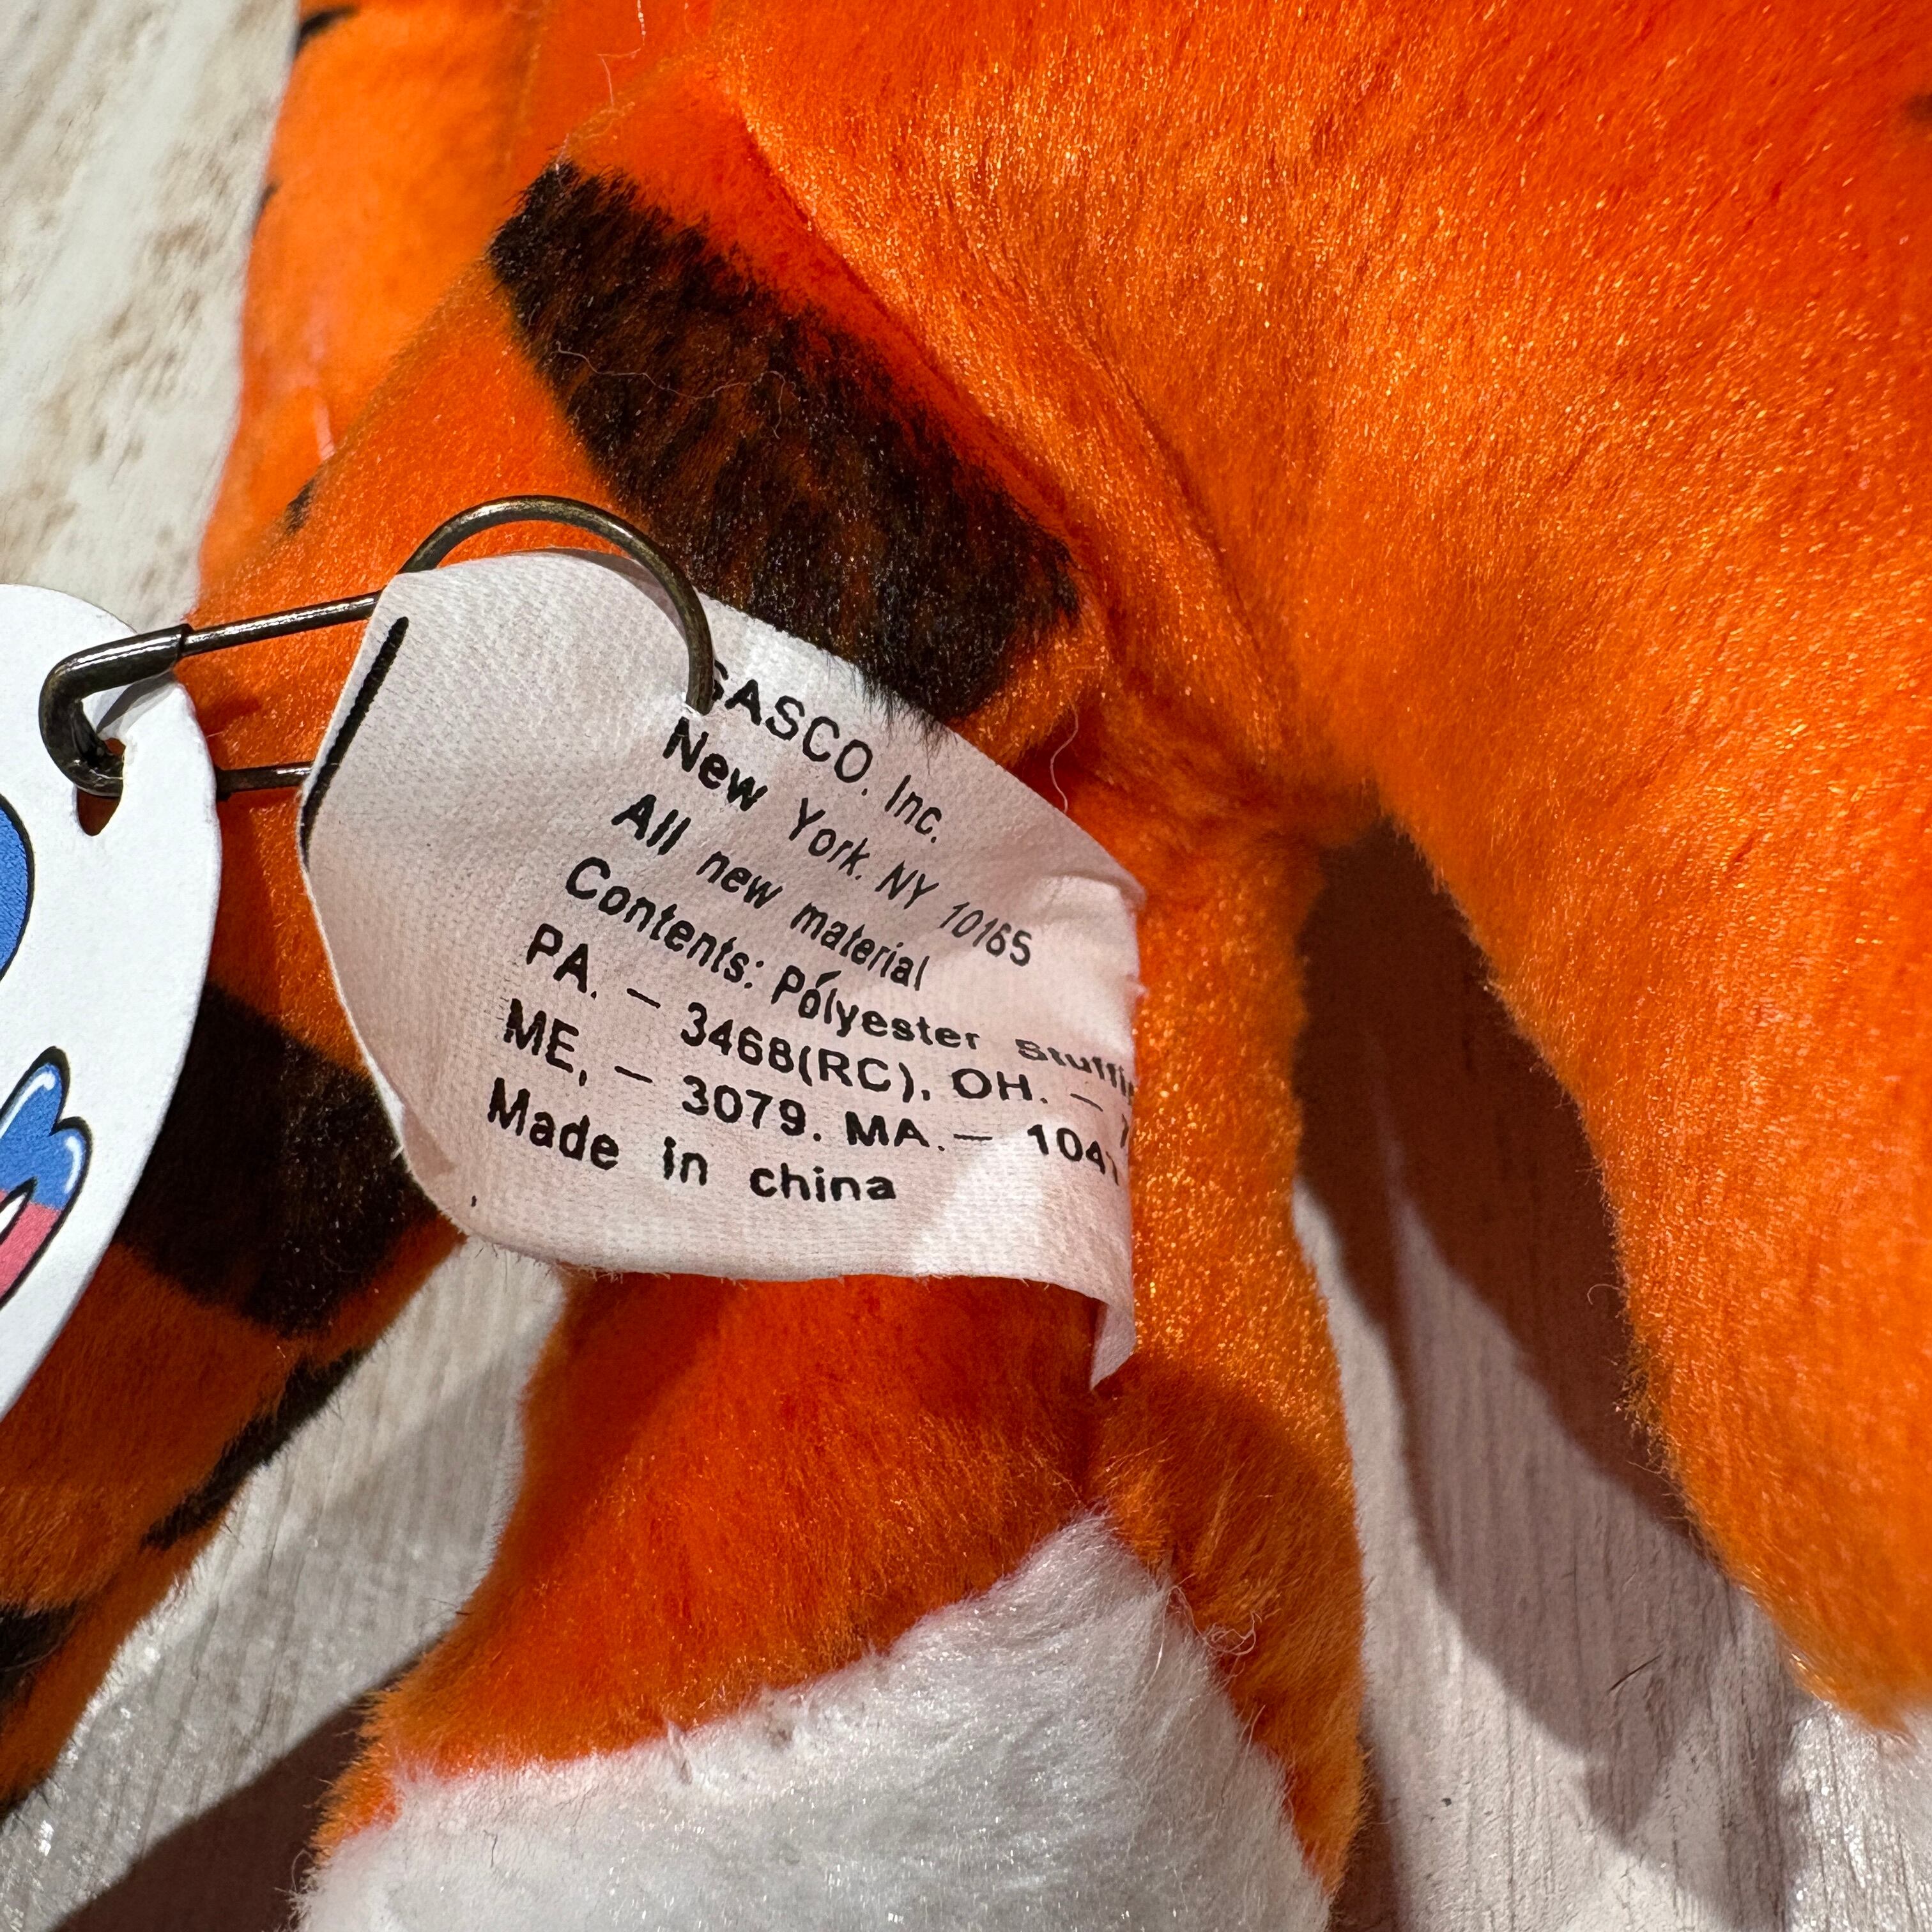 SASCO. Inc.
New York. NY 10165
All new material
Contents: Polyester
PA. – 3468(RC), OH. –
ME, – 3079. MA. –
Made in china